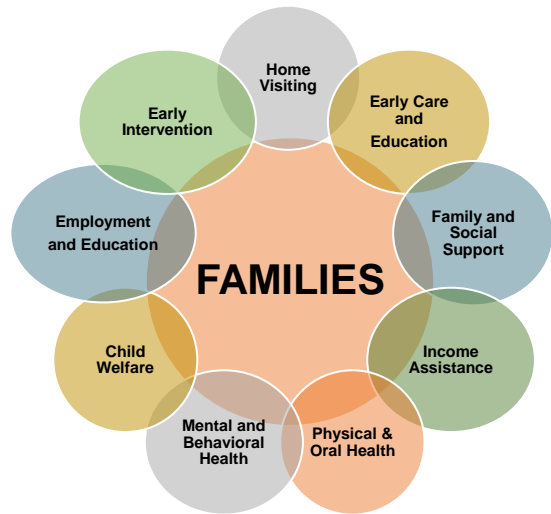 Home
Visiting
Early Care
and
Education
Family and
Social
Support
Income
Assistance
Physical &
Oral Health
Mental and
Behavioral
Health
Child
Welfare
Employment
and Education
Early
Intervention
FAMILIES